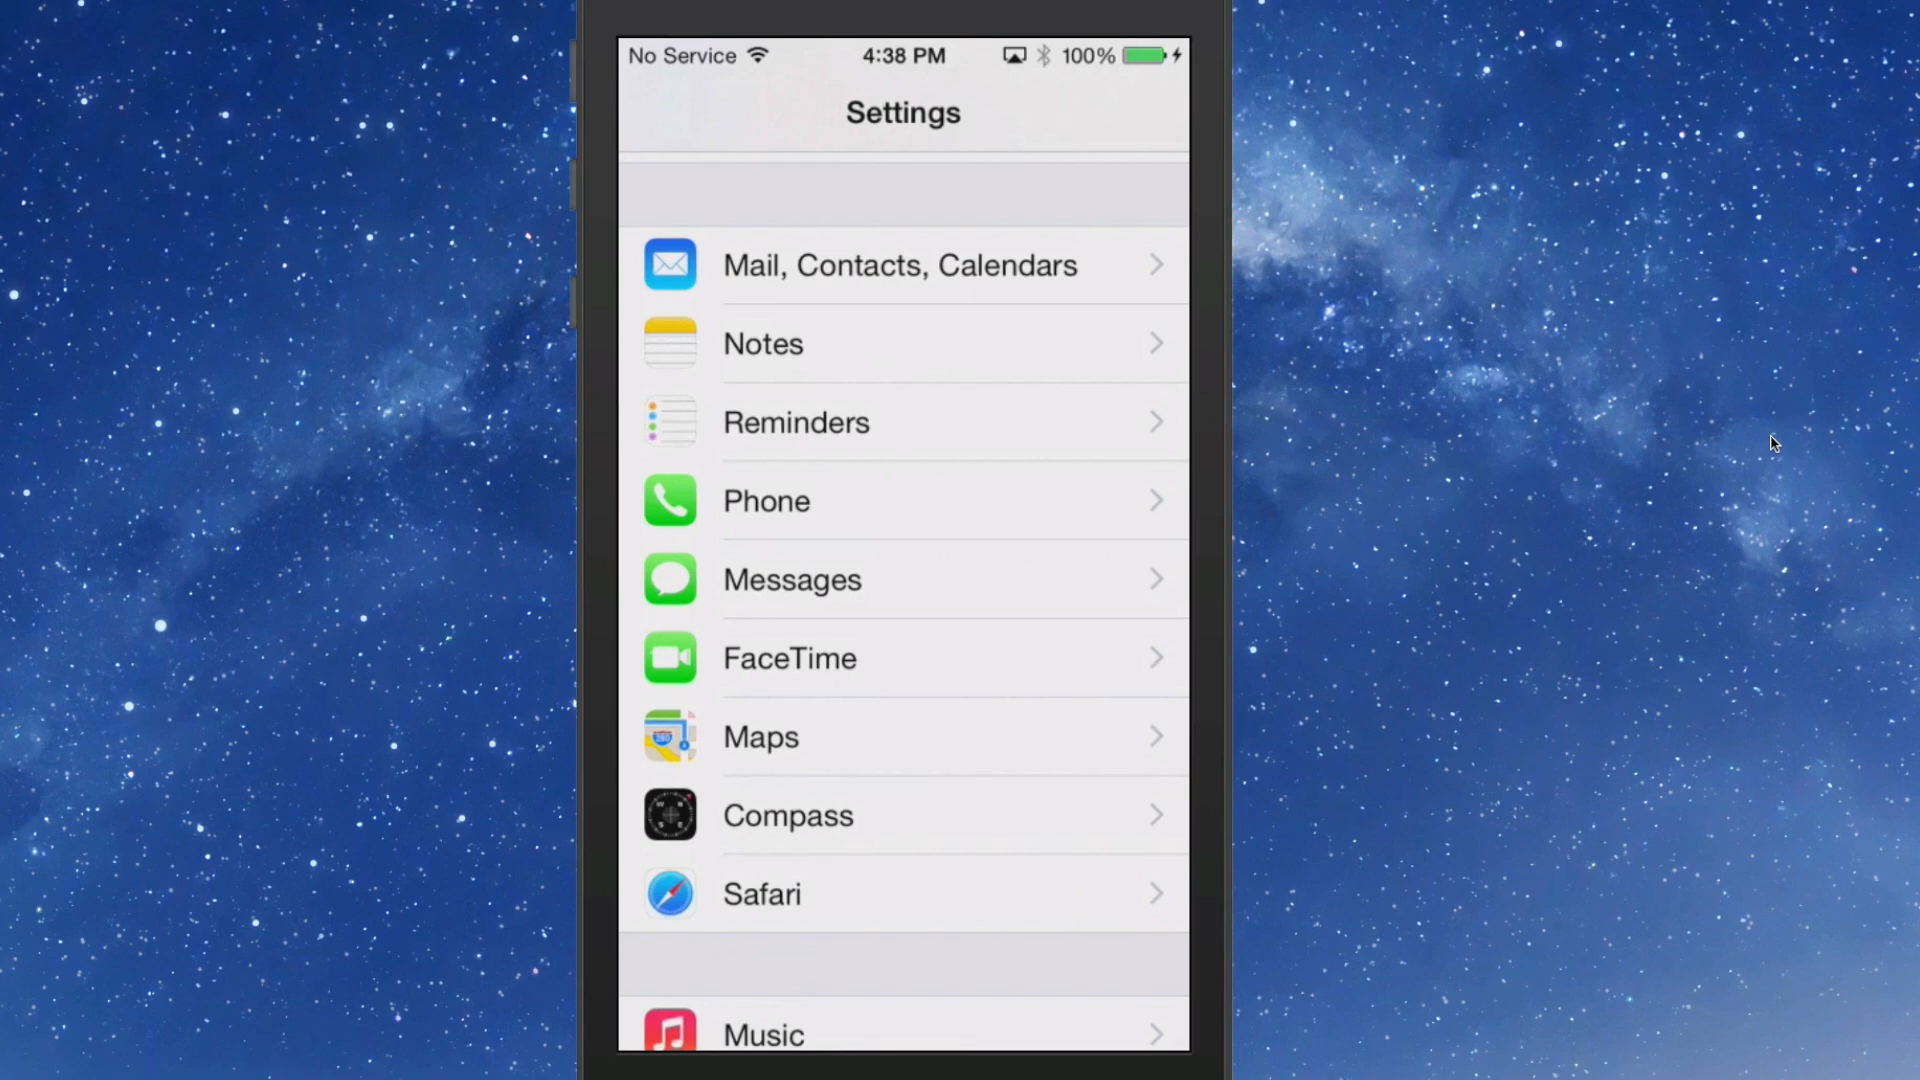 No Service 4:38 PM 100%
Settings
Mail, Contacts, Calendars
Notes
Reminders
Phone
Messages
FaceTime
Maps
Compass
Safari
Music